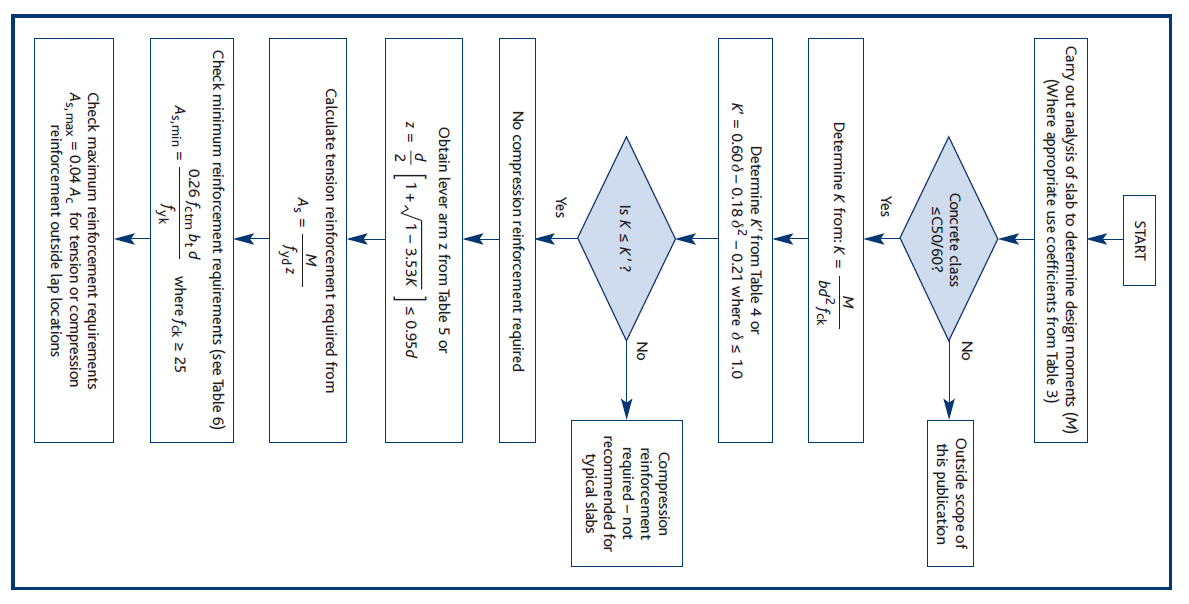 START
Carry out analysis of slab to determine design moments (M)
(Where appropriate use coefficients from Table 3)
Concrete class
≤C50/60?
No
Outside scope of
this publication
Yes
Determine K from: K = M / bd² fck
Determine K' from Table 4 or
K' = 0.60 δ – 0.18 δ² – 0.21 where δ ≤ 1.0
Is K ≤ K' ?
No
Compression
reinforcement
required – not
recommended for
typical slabs
Yes
No compression reinforcement required
Obtain lever arm z from Table 5 or
z = d/2 [1 + √1 – 3.53K] ≤ 0.95d
Calculate tension reinforcement required from
As = M / fyd z
Check minimum reinforcement requirements (see Table 6)
As,min = 0.26 fctm bt d / fyk where fck ≥ 25
Check maximum reinforcement requirements
As,max = 0.04 Ac for tension or compression
reinforcement outside lap locations